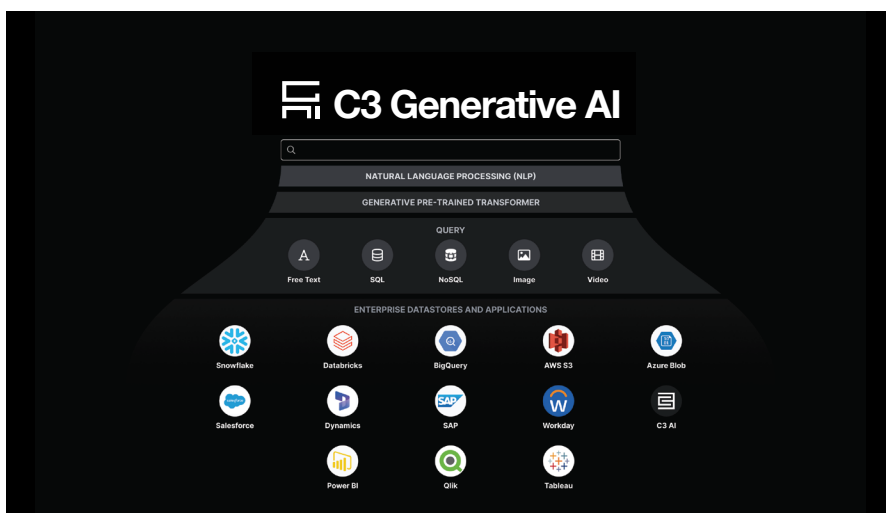 C3 Generative AI
NATURAL LANGUAGE PROCESSING (NLP)
GENERATIVE PRE-TRAINED TRANSFORMER
QUERY
A
Free Text SQL NoSQL Image Video
ENTERPRISE DATASTORES AND APPLICATIONS
Snowflake Databricks BigQuery AWS S3 Azure Blob
salesforce SAP W
Salesforce Dynamics SAP Workday C3 AI
Power BI Qlik Tableau